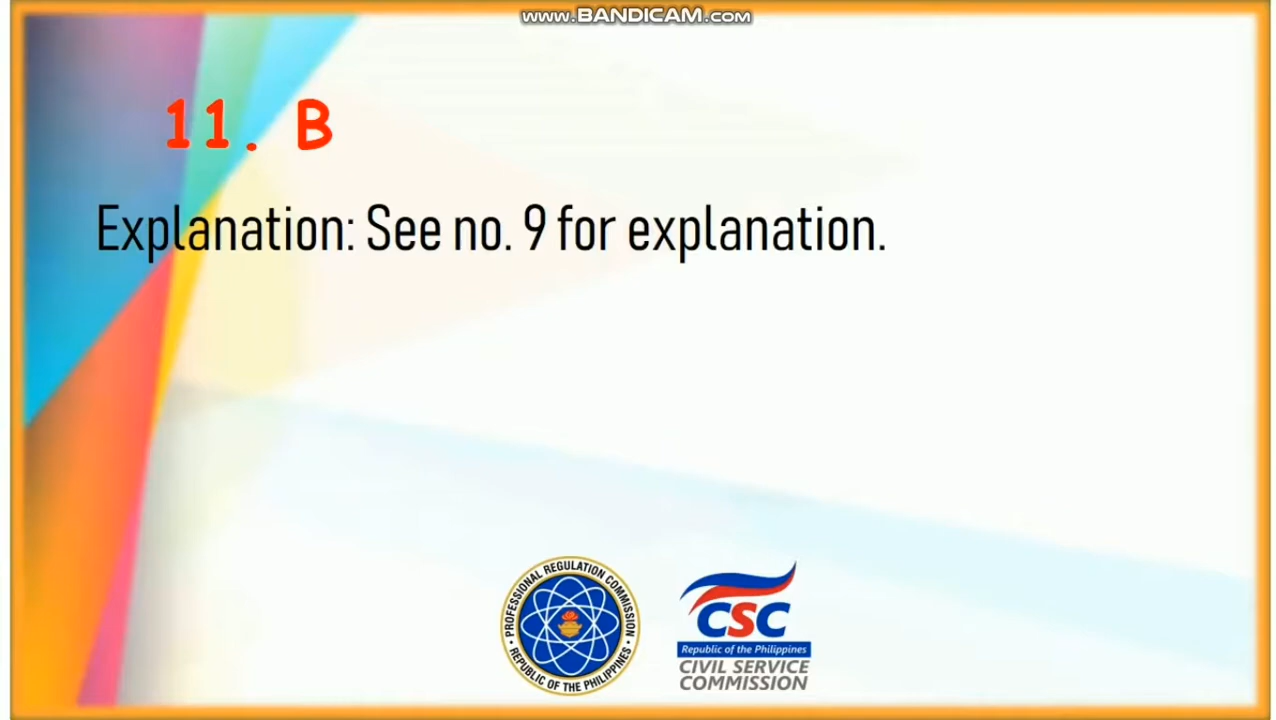 www.BANDICAM.com
11. B
Explanation: See no. 9 for explanation.
PROFESSIONAL REGULATION COMMISSION
REPUBLIC OF THE PHILIPPINES
CSC
Republic of the Philippines
CIVIL SERVICE
COMMISSION